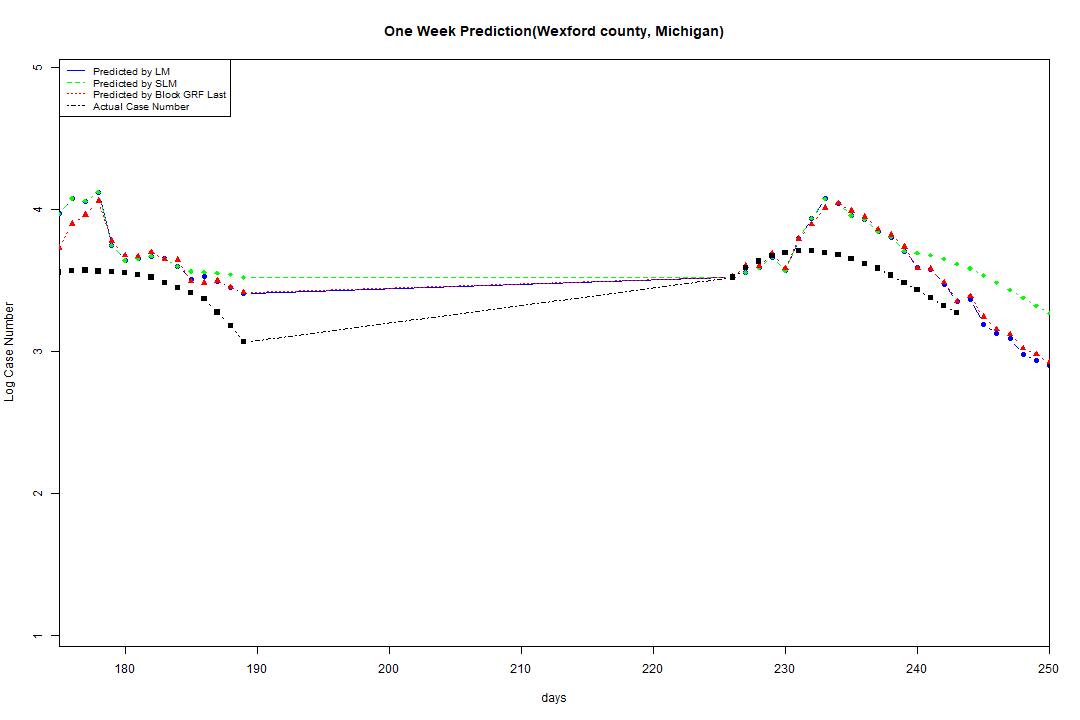 One Week Prediction(Wexford county, Michigan)
Predicted by LM
Predicted by SLM
Predicted by Block GRF Last
Actual Case Number
5
4
3
2
1
Log Case Number
180 190 200 210 220 230 240 250
days